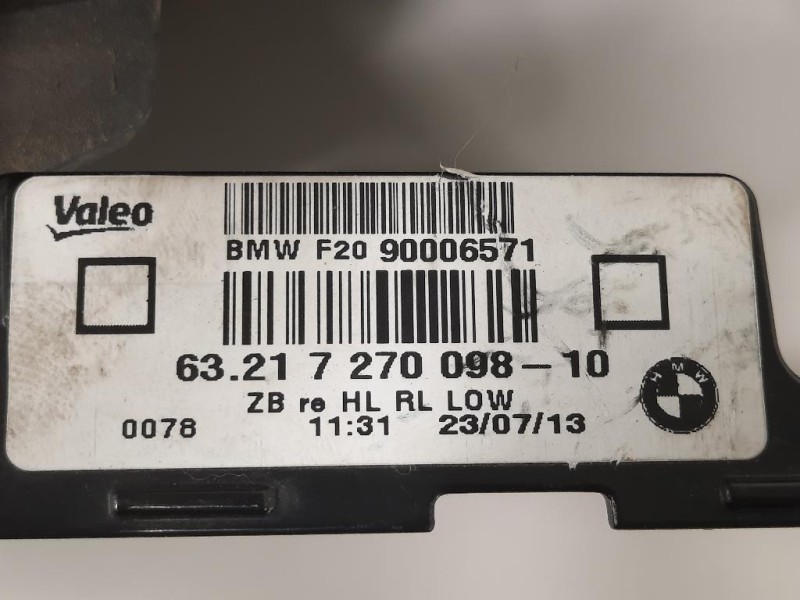 Valeo
BMW F20 90006571
63.21 7 270 098-10
ZB re HL RL LOW
0078 11:31 23/07/13
BMW